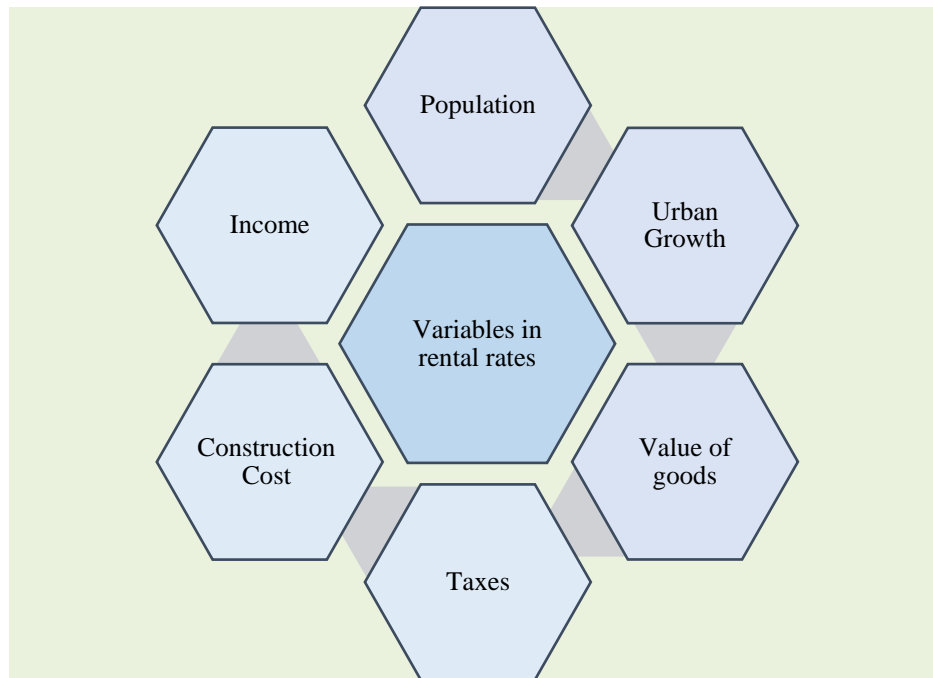 Population
Urban
Growth
Income
Variables in
rental rates
Value of
goods
Construction
Cost
Taxes